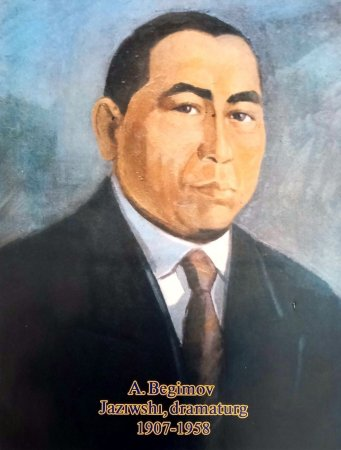 A. Begimov
Jazıwshı, dramaturg
1907-1958